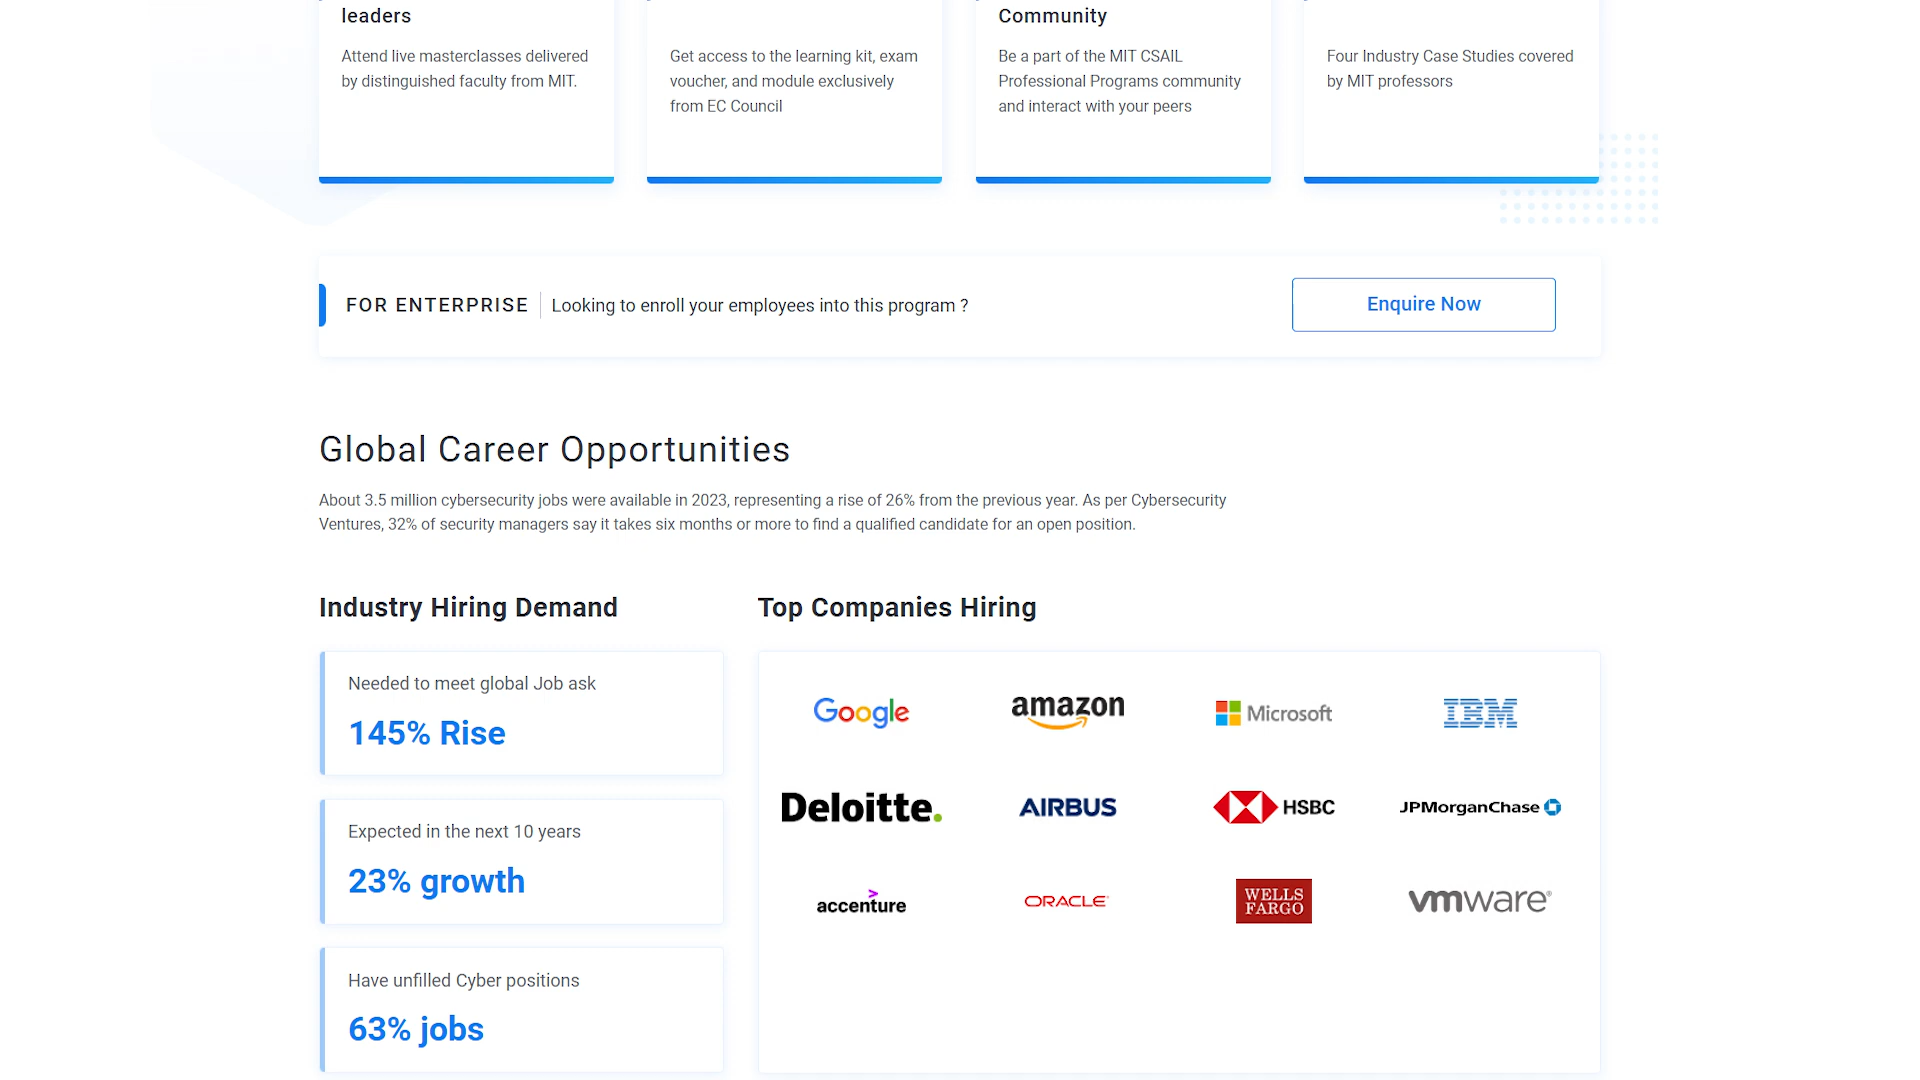 leaders
Attend live masterclasses delivered
by distinguished faculty from MIT.
Get access to the learning kit, exam
voucher, and module exclusively
from EC Council
Community
Be a part of the MIT CSAIL
Professional Programs community
and interact with your peers
Four Industry Case Studies covered
by MIT professors
FOR ENTERPRISE Looking to enroll your employees into this program ?
Enquire Now
Global Career Opportunities
About 3.5 million cybersecurity jobs were available in 2023, representing a rise of 26% from the previous year. As per Cybersecurity
Ventures, 32% of security managers say it takes six months or more to find a qualified candidate for an open position.
Industry Hiring Demand
Needed to meet global Job ask
145% Rise
Expected in the next 10 years
23% growth
Have unfilled Cyber positions
63% jobs
Top Companies Hiring
Google amazon Microsoft IBM
Deloitte. AIRBUS HSBC JPMorganChase
accenture ORACLE WELLS FARGO vmware